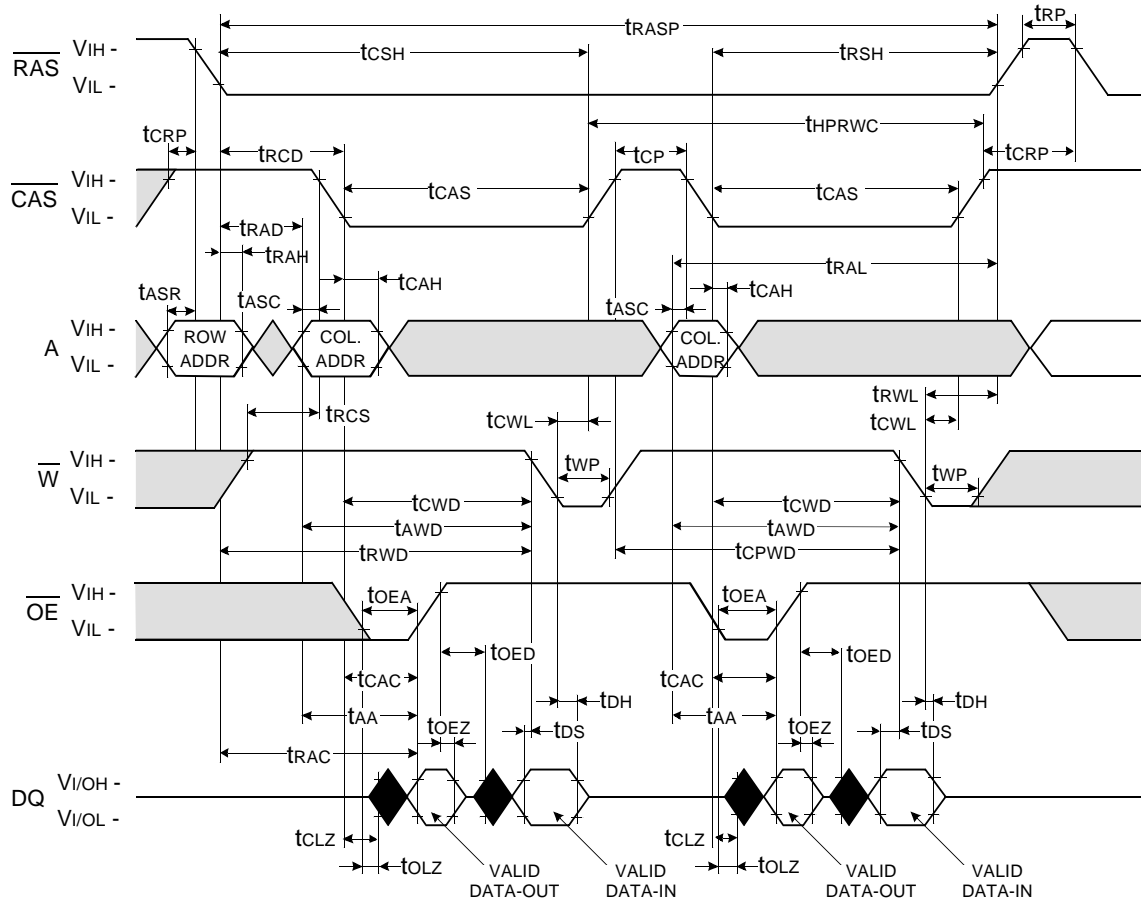 tRASP
tRP
tCSH
tRSH
RAS
VIH -
VIL -
tHPRWC
tCRP
tRCD
tCP
tCRP
CAS
VIH -
VIL -
tCAS
tCAS
tRAD
tRAH
tRAL
tASR
tASC
tCAH
tASC
tCAH
A
VIH -
VIL -
ROW
ADDR
COL.
ADDR
COL.
ADDR
tRWL
tRCS
tCWL
tCWL
W
VIH -
VIL -
tWP
tWP
tCWD
tCWD
tAWD
tAWD
tRWD
tCPWD
OE
VIH -
VIL -
tOEA
tOEA
tOED
tOED
tCAC
tCAC
tDH
tDH
tAA
tOEZ
tDS
tAA
tOEZ
tDS
tRAC
DQ
VI/OH -
VI/OL -
tCLZ
tCLZ
tOLZ
tOLZ
VALID
DATA-OUT
VALID
DATA-IN
VALID
DATA-OUT
VALID
DATA-IN